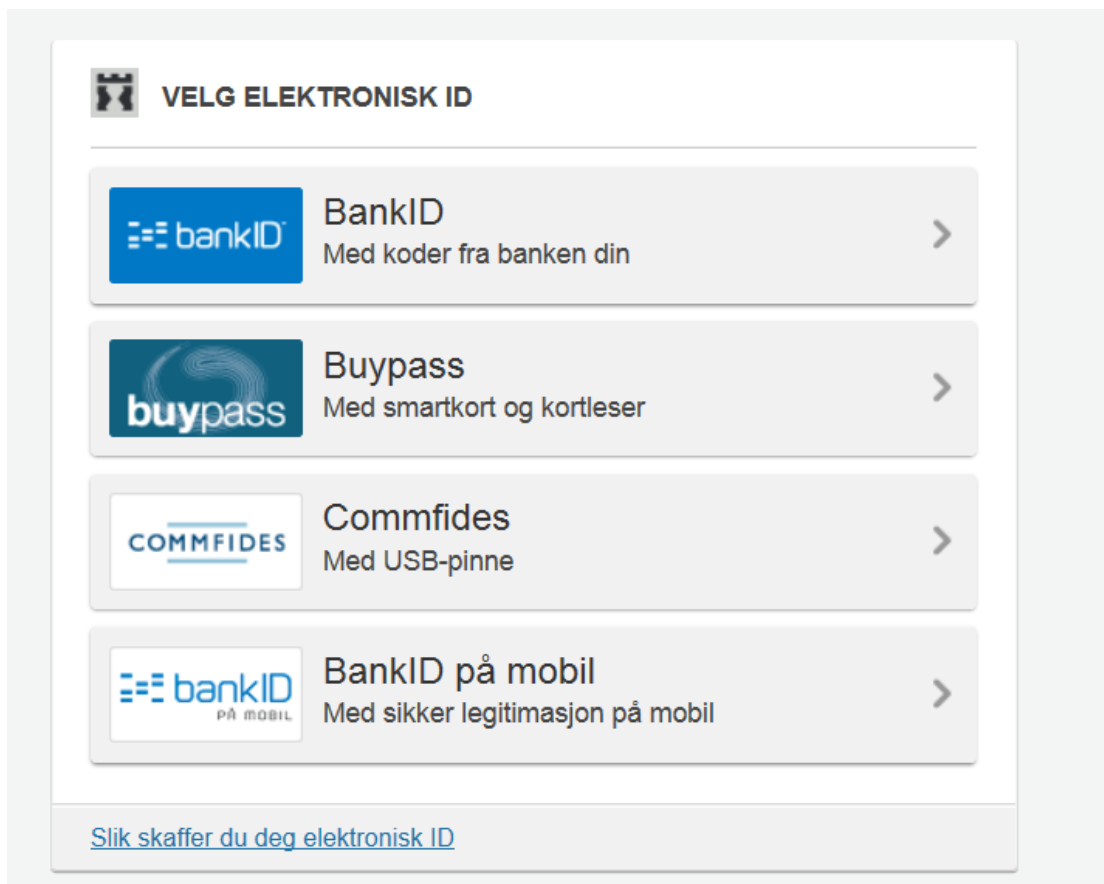 VELG ELEKTRONISK ID
bankID
BankID
Med koder fra banken din
buypass
Buypass
Med smartkort og kortleser
COMMFIDES
Commfides
Med USB-pinne
bankID
PÅ MOBIL
BankID på mobil
Med sikker legitimasjon på mobil
Slik skaffer du deg elektronisk ID